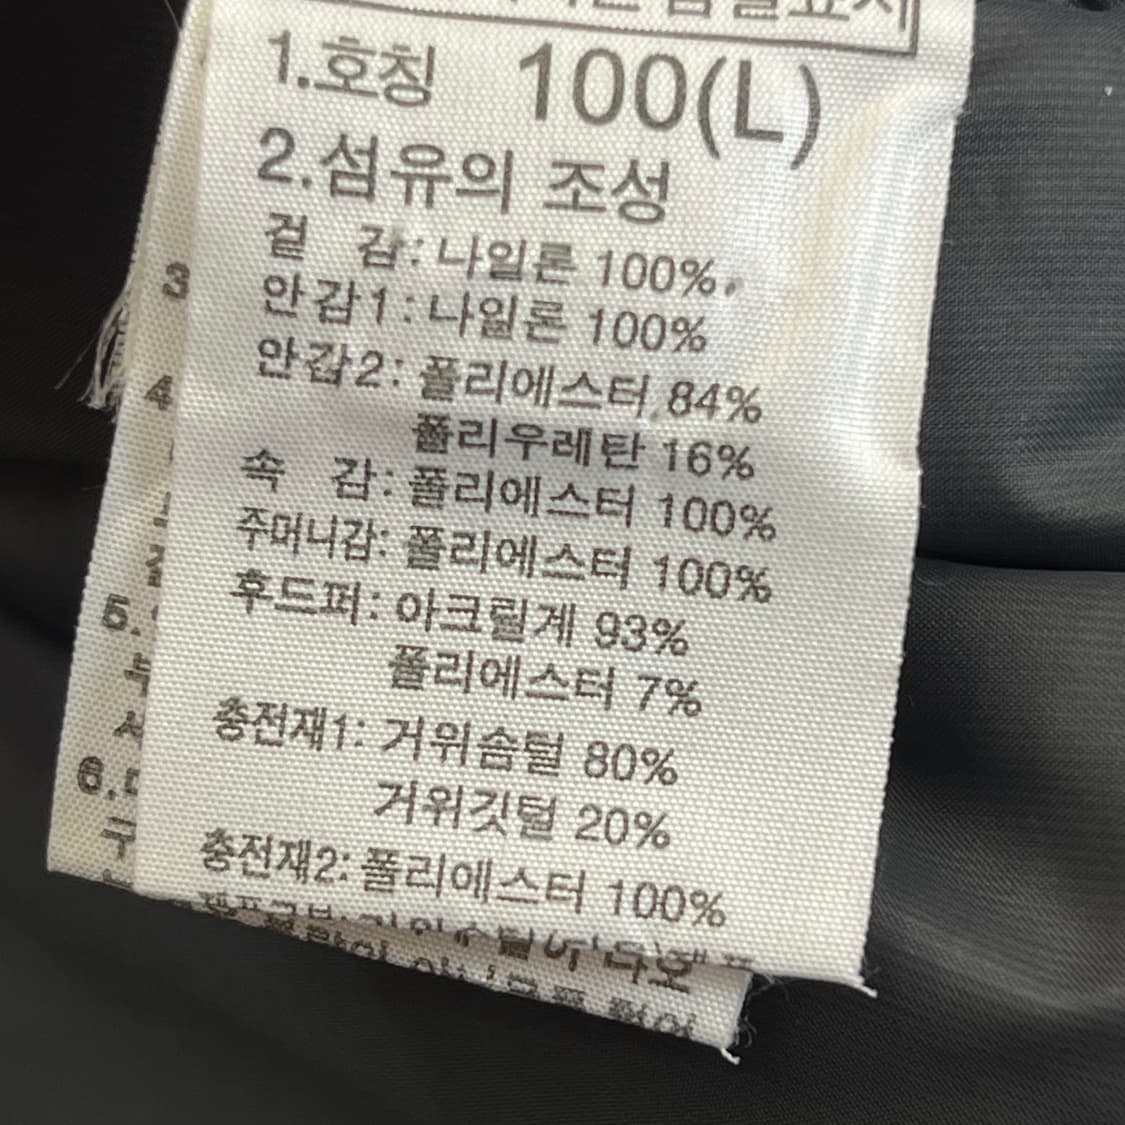 1.호칭 100(L)
2.섬유의 조성
겉 감: 나일론 100%
안감1: 나일론 100%
안감2: 폴리에스터 84%
폴리우레탄 16%
속 감: 폴리에스터 100%
주머니감: 폴리에스터 100%
후드퍼: 아크릴계 93%
폴리에스터 7%
충전재1: 거위솜털 80%
거위깃털 20%
충전재2: 폴리에스터 100%
3
4
5.
6.